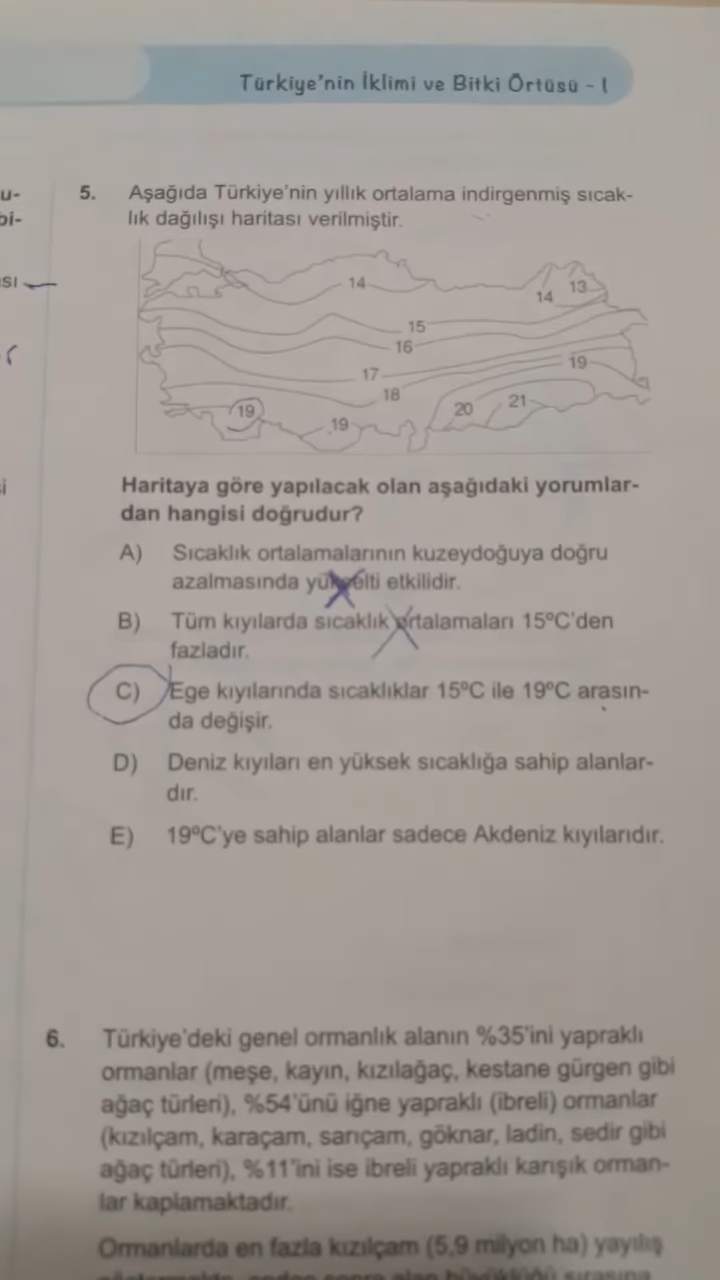 Türkiye'nin İklimi ve Bitki Örtüsü - I
u-
bi-
5. Aşağıda Türkiye'nin yıllık ortalama indirgenmiş sıcak-
lık dağılışı haritası verilmiştir.
sı
14
14
13
15
16
17
18
19
19
19
20
21
i
Haritaya göre yapılacak olan aşağıdaki yorumlar-
dan hangisi doğrudur?
A) Sıcaklık ortalamalarının kuzeydoğuya doğru
azalmasında yükselti etkilidir.
B) Tüm kıyılarda sıcaklık ortalamaları 15ºC'den
fazladır.
C) Ege kıyılarında sıcaklıklar 15ºC ile 19ºC arasın-
da değişir.
D) Deniz kıyıları en yüksek sıcaklığa sahip alanlar-
dır.
E) 19ºC'ye sahip alanlar sadece Akdeniz kıyılarıdır.
6. Türkiye'deki genel ormanlık alanın %35'ini yapraklı
ormanlar (meşe, kayın, kızılağaç, kestane gürgen gibi
ağaç türleri), %54'ünü iğne yapraklı (ibreli) ormanlar
(kızılçam, karaçam, sarıçam, göknar, ladin, sedir gibi
ağaç türleri), %11'ini ise ibreli yapraklı karışık orman-
lar kaplamaktadır.
Ormanlarda en fazla kızılçam (5,9 milyon ha) yayılış